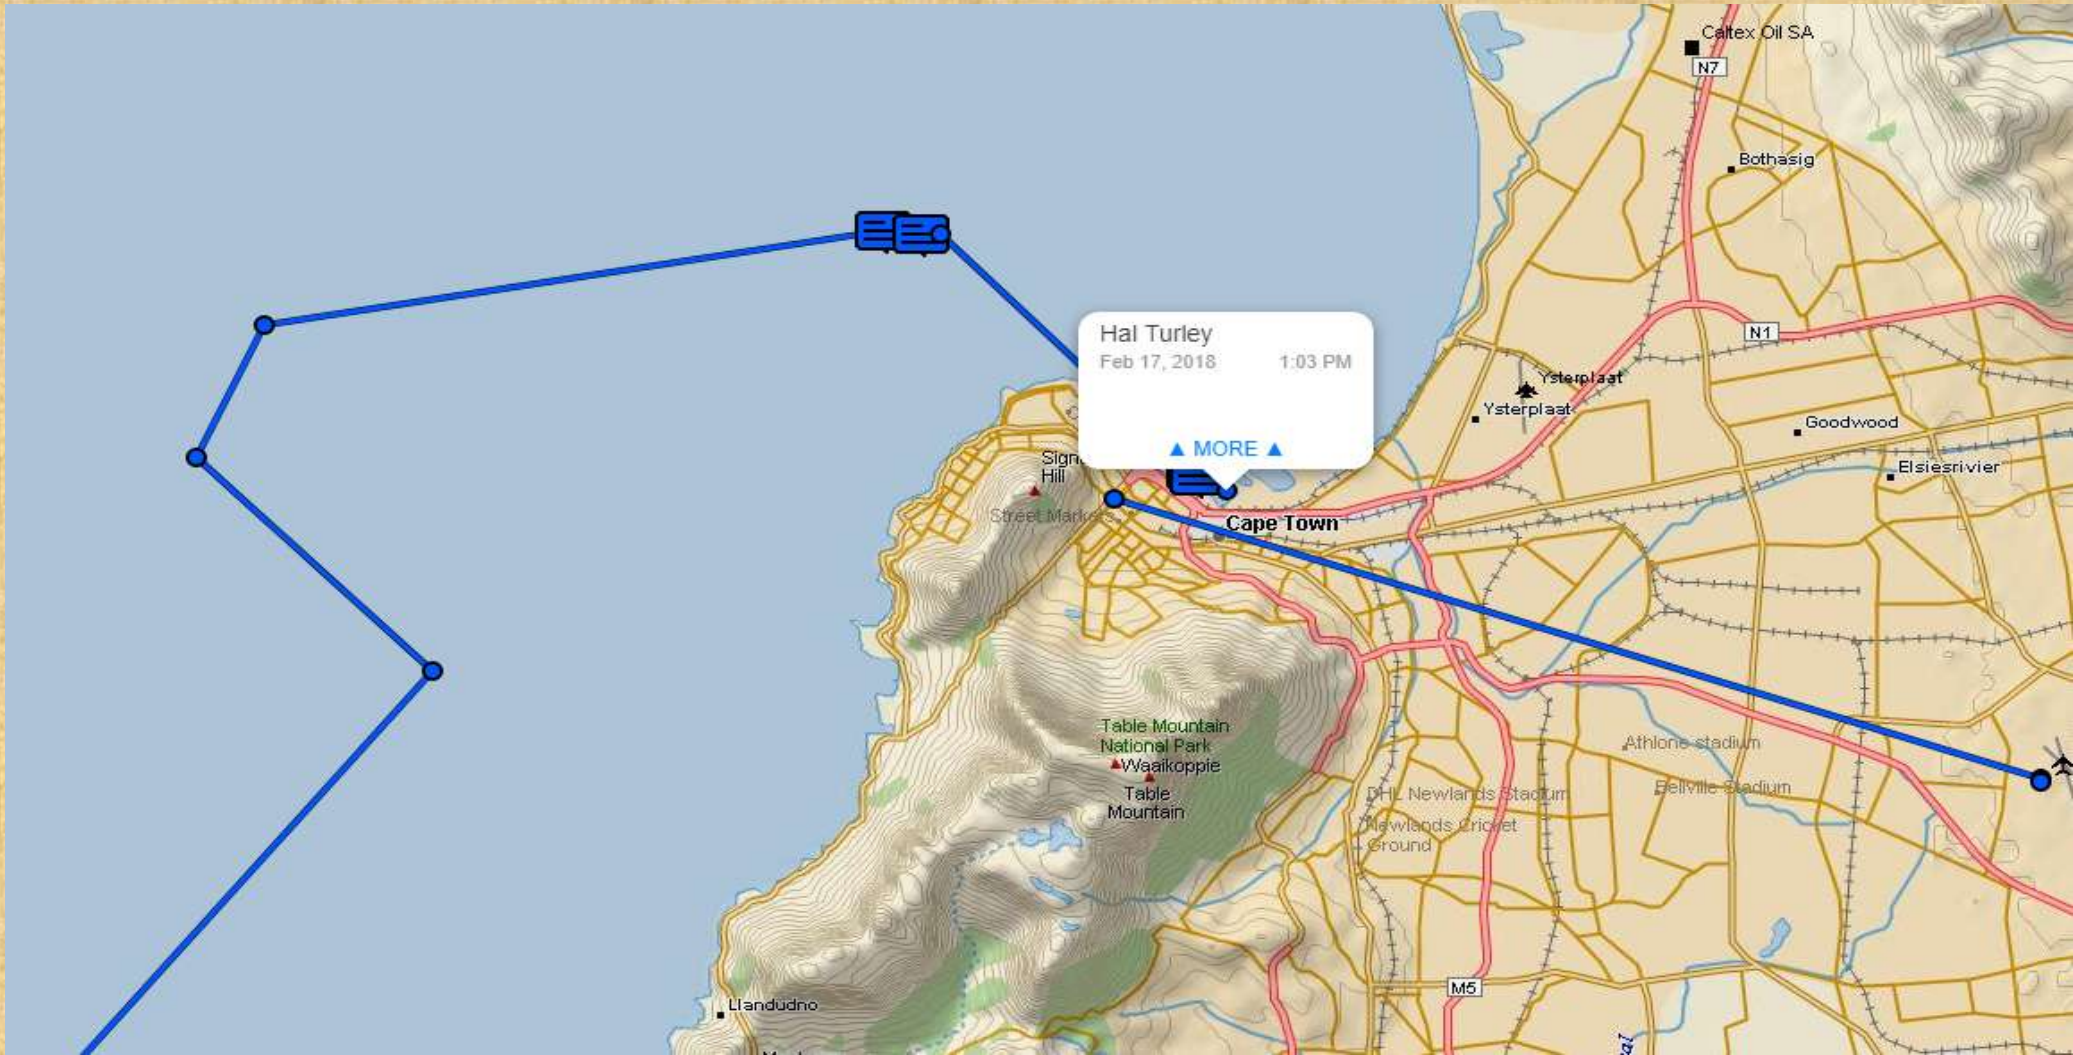 Caltex Oil SA
N7
Bothasig
Hal Turley
Feb 17, 2018 1:03 PM
▲ MORE ▲
N1
Ysterplaat
Ysterplaat
Goodwood
Elsiesrivier
Hill
Street Markets
Cape Town
Table Mountain
National Park
Waaikoppie
Table
Mountain
Athlone stadium
Bellville Stadium
DHL Newlands Stadium
Newlands Cricket
Ground
M5
Llandudno